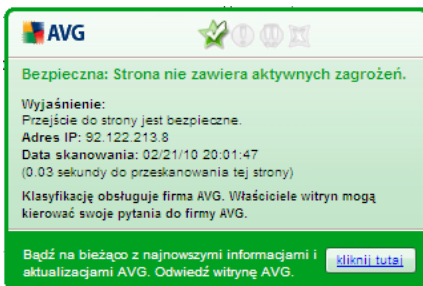 AVG
Bezpieczna: Strona nie zawiera aktywnych zagrożeń.
Wyjaśnienie:
Przejście do strony jest bezpieczne.
Adres IP: 92.122.213.8
Data skanowania: 02/21/10 20:01:47
(0.03 sekundy do przeskanowania tej strony)
Klasyfikację obsługuje firma AVG. Właściciele witryn mogą
kierować swoje pytania do firmy AVG.
Bądź na bieżąco z najnowszymi informacjami i
aktualizacjami AVG. Odwiedź witrynę AVG.
kliknij tutaj